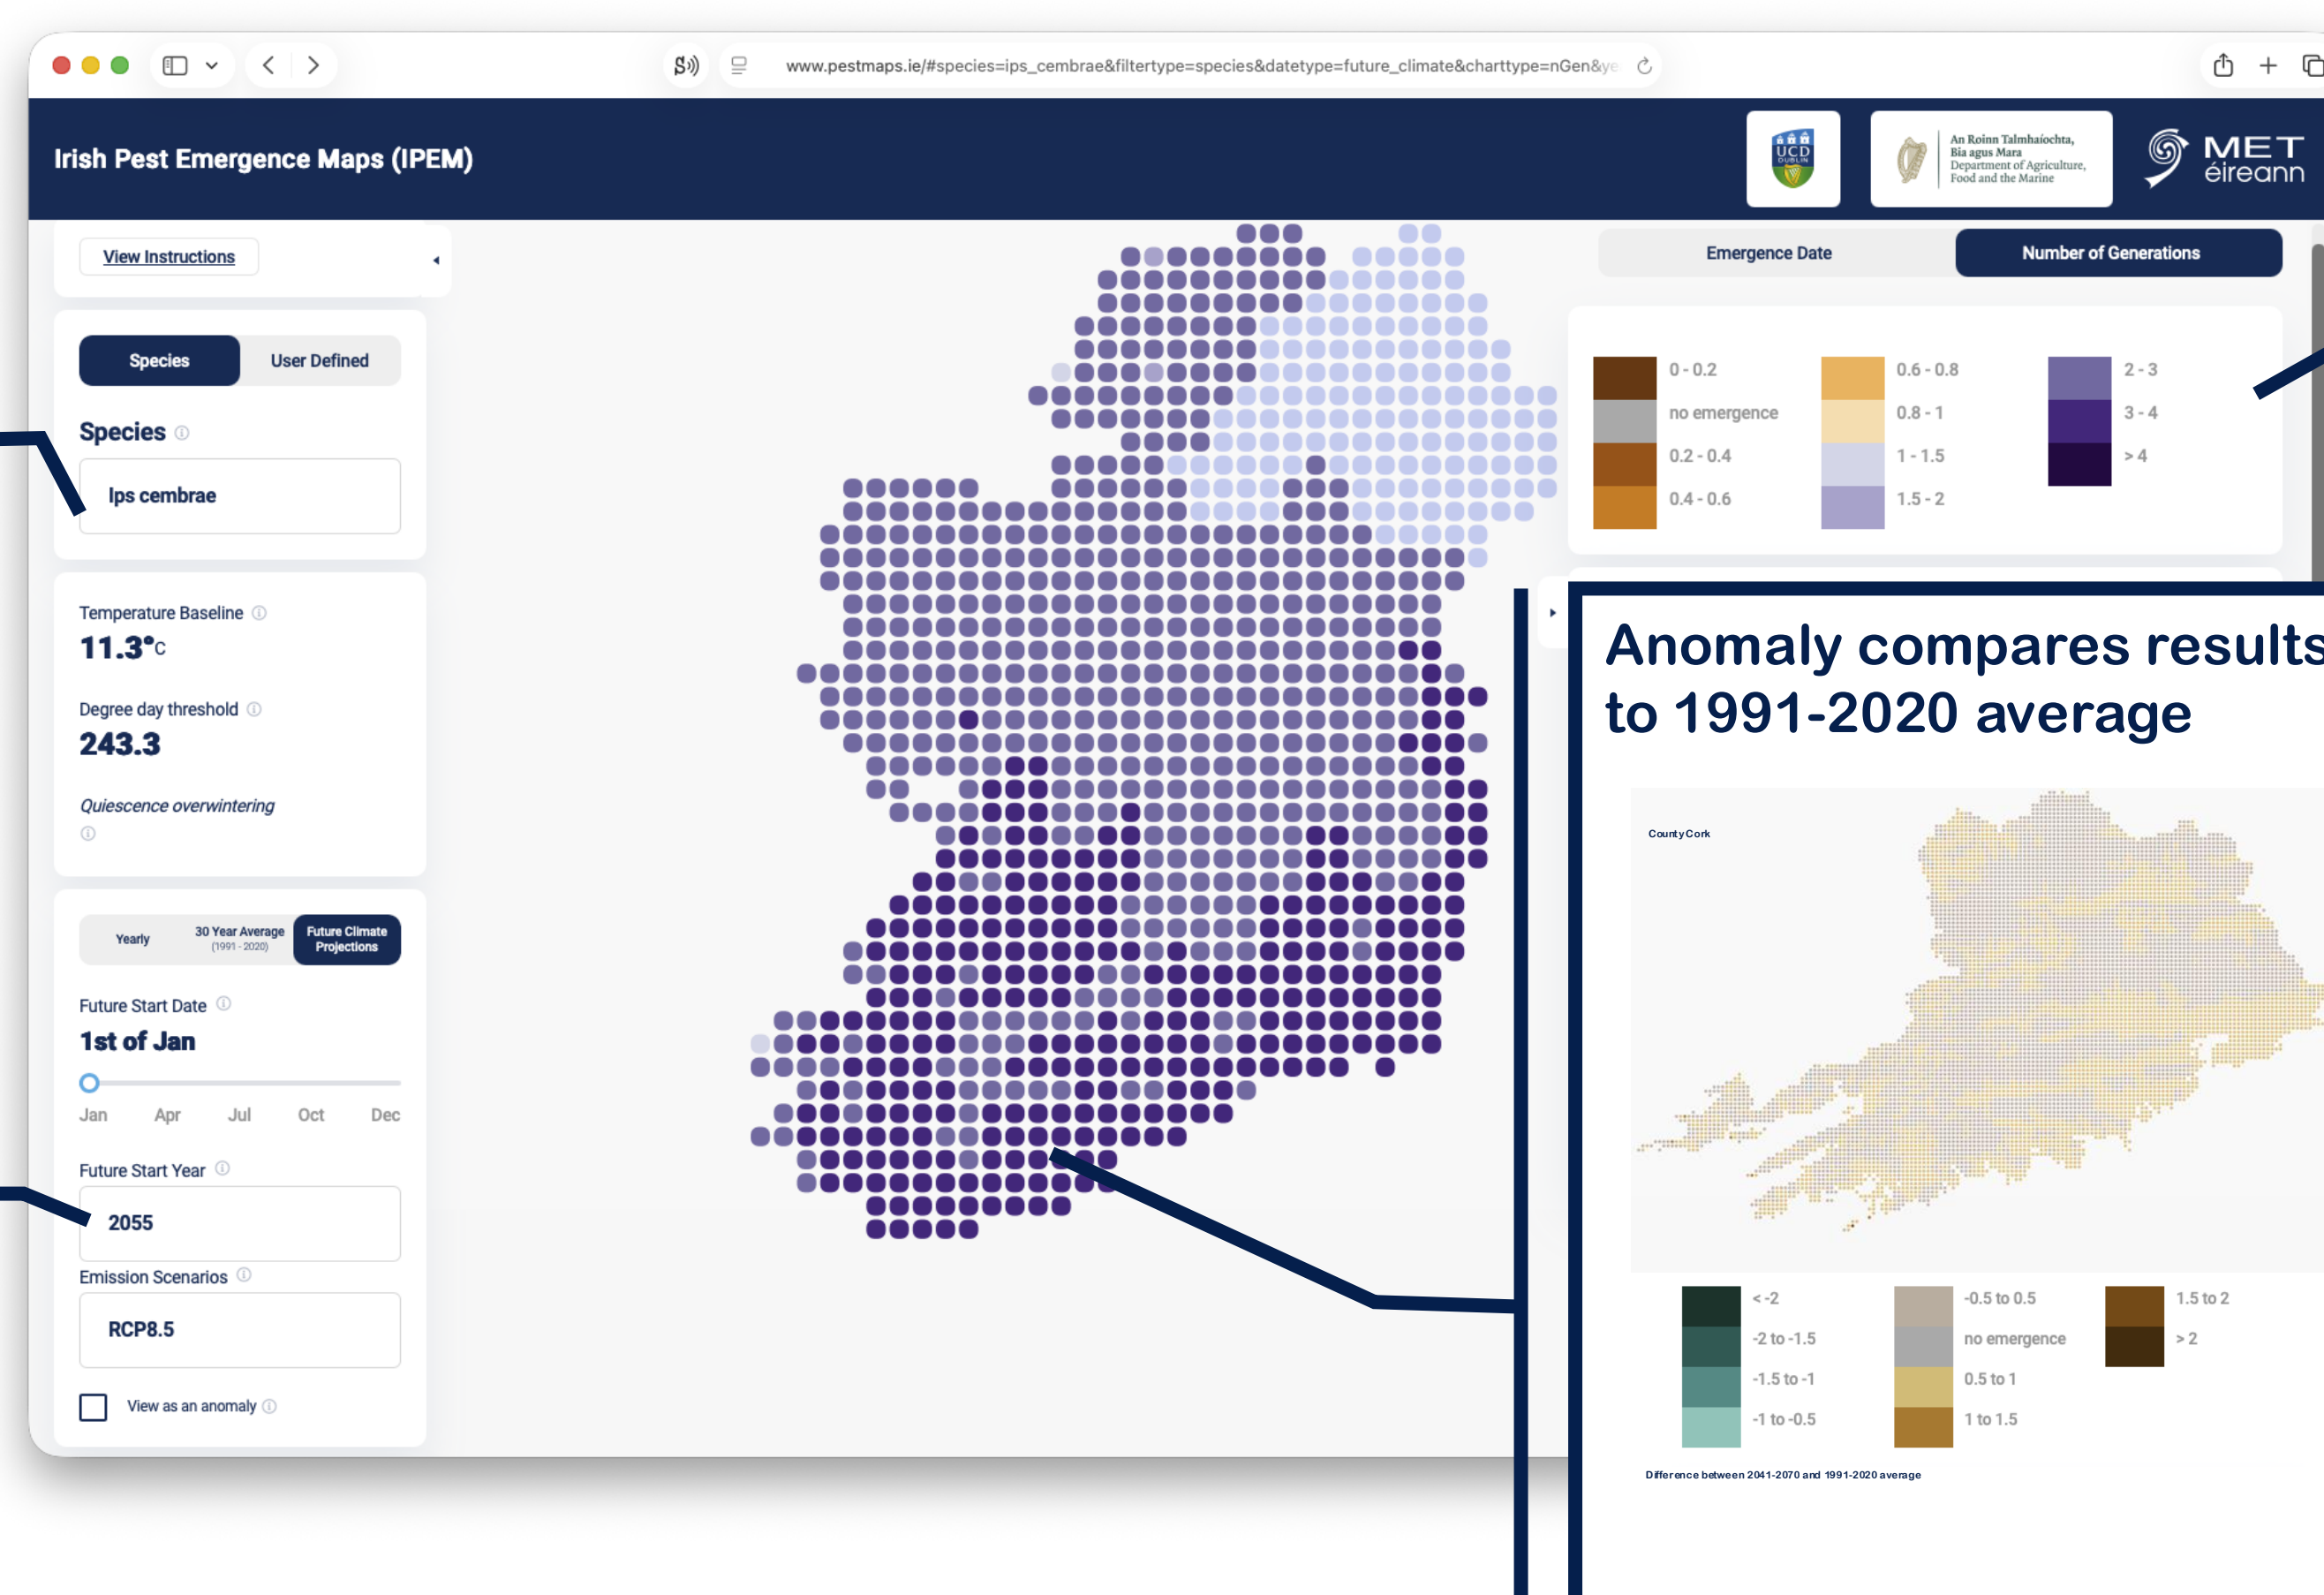 www.pestmaps.ie/#species=ips_cembrae&filtertype=species&datetype=future_climate&charttype=nGen&ye
Irish Pest Emergence Maps (IPEM)
UCD
DUBLIN
An Roinn Talmhaíochta,
Bia agus Mara
Department of Agriculture,
Food and the Marine
MET
éireann
View Instructions
Species
User Defined
Species
Ips cembrae
Temperature Baseline
11.3°C
Degree day threshold
243.3
Quiescence overwintering
Yearly
30 Year Average
(1991 - 2020)
Future Climate
Projections
Future Start Date
1st of Jan
Jan Apr Jul Oct Dec
Future Start Year
2055
Emission Scenarios
RCP8.5
View as an anomaly
Emergence Date
Number of Generations
0 - 0.2
no emergence
0.2 - 0.4
0.4 - 0.6
0.6 - 0.8
0.8 - 1
1 - 1.5
1.5 - 2
2 - 3
3 - 4
> 4
Anomaly compares results
to 1991-2020 average
County Cork
< -2
-2 to -1.5
-1.5 to -1
-1 to -0.5
-0.5 to 0.5
no emergence
0.5 to 1
1 to 1.5
1.5 to 2
> 2
Difference between 2041-2070 and 1991-2020 average